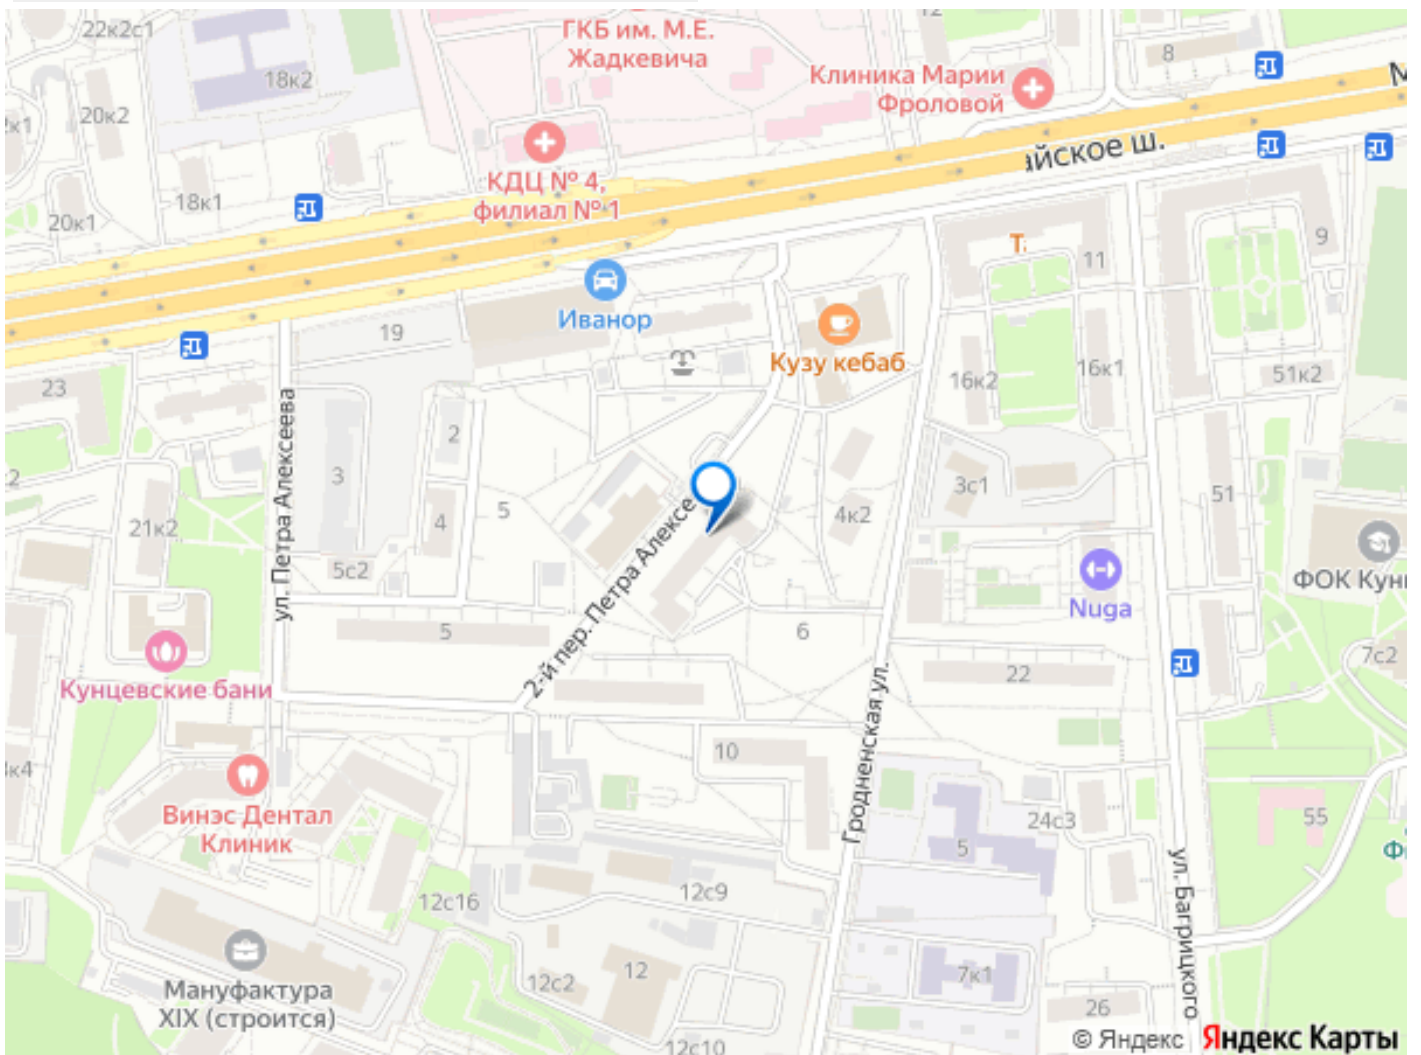 22к2с1
ГКБ им. М.Е.
Жадкевича
12
8
18к2
Клиника Марии
Фроловой
20к2
КДЦ № 4,
филиал № 1
айское ш.
18к1
20к1
9
11
Иванор
19
Кузу кебаб
16к2
16к1
51к2
23
ул. Петра Алексеева
2
3
5
4
21к2
5с2
4к2
3с1
51
ФОК Кун
Nuga
2-й пер. Петра Алексе
5
6
7с2
Кунцевские бани
22
Гродненская ул.
10
Винэс Дентал
Клиник
24с3
55
5
ул. Багрицкого
12с9
12с16
12
12с2
7к1
26
Мануфактура
XIX (строится)
12с10
© Яндекс
Яндекс Карты